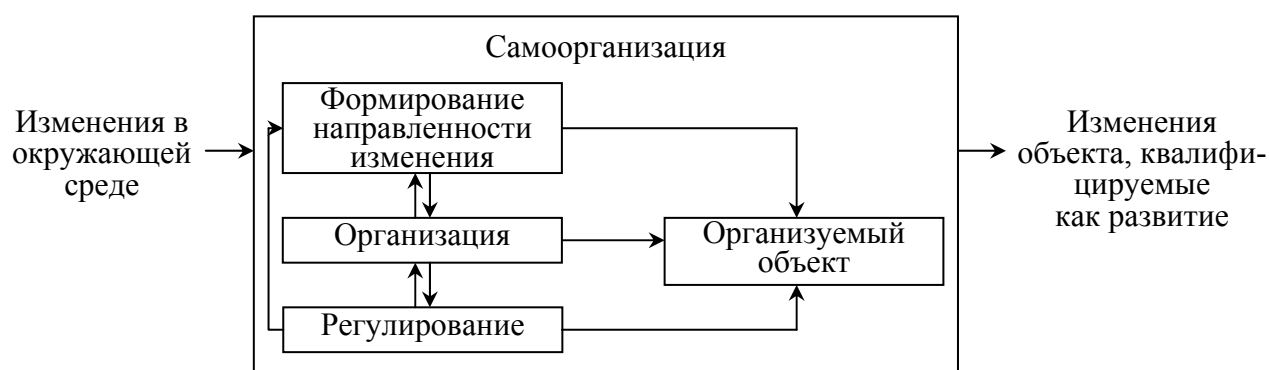 Самоорганизация
Изменения в
окружающей
среде
Формирование
направленности
изменения
Организация
Регулирование
Организуемый
объект
Изменения
объекта, квалифи-
цируемые
как развитие